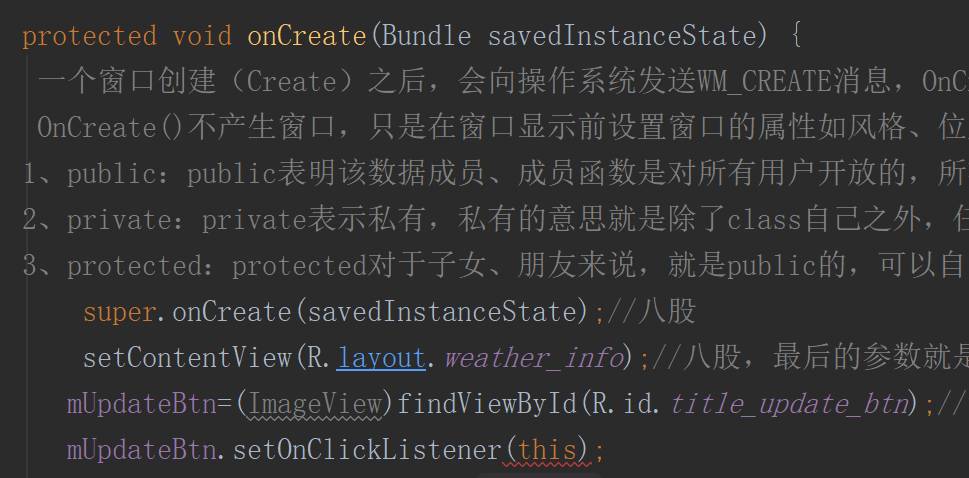 protected void onCreate(Bundle savedInstanceState) {
一个窗口创建（Create）之后，会向操作系统发送WM_CREATE消息，OnC
OnCreate()不产生窗口，只是在窗口显示前设置窗口的属性如风格、位
1、public：public表明该数据成员、成员函数是对所有用户开放的，所
2、private：private表示私有，私有的意思就是除了class自己之外，任
3、protected：protected对于子女、朋友来说，就是public的，可以自
super.onCreate(savedInstanceState);//八股
setContentView(R.layout.weather_info);//八股，最后的参数就是
mUpdateBtn=(ImageView)findViewById(R.id.title_update_btn);//
mUpdateBtn.setOnClickListener(this);